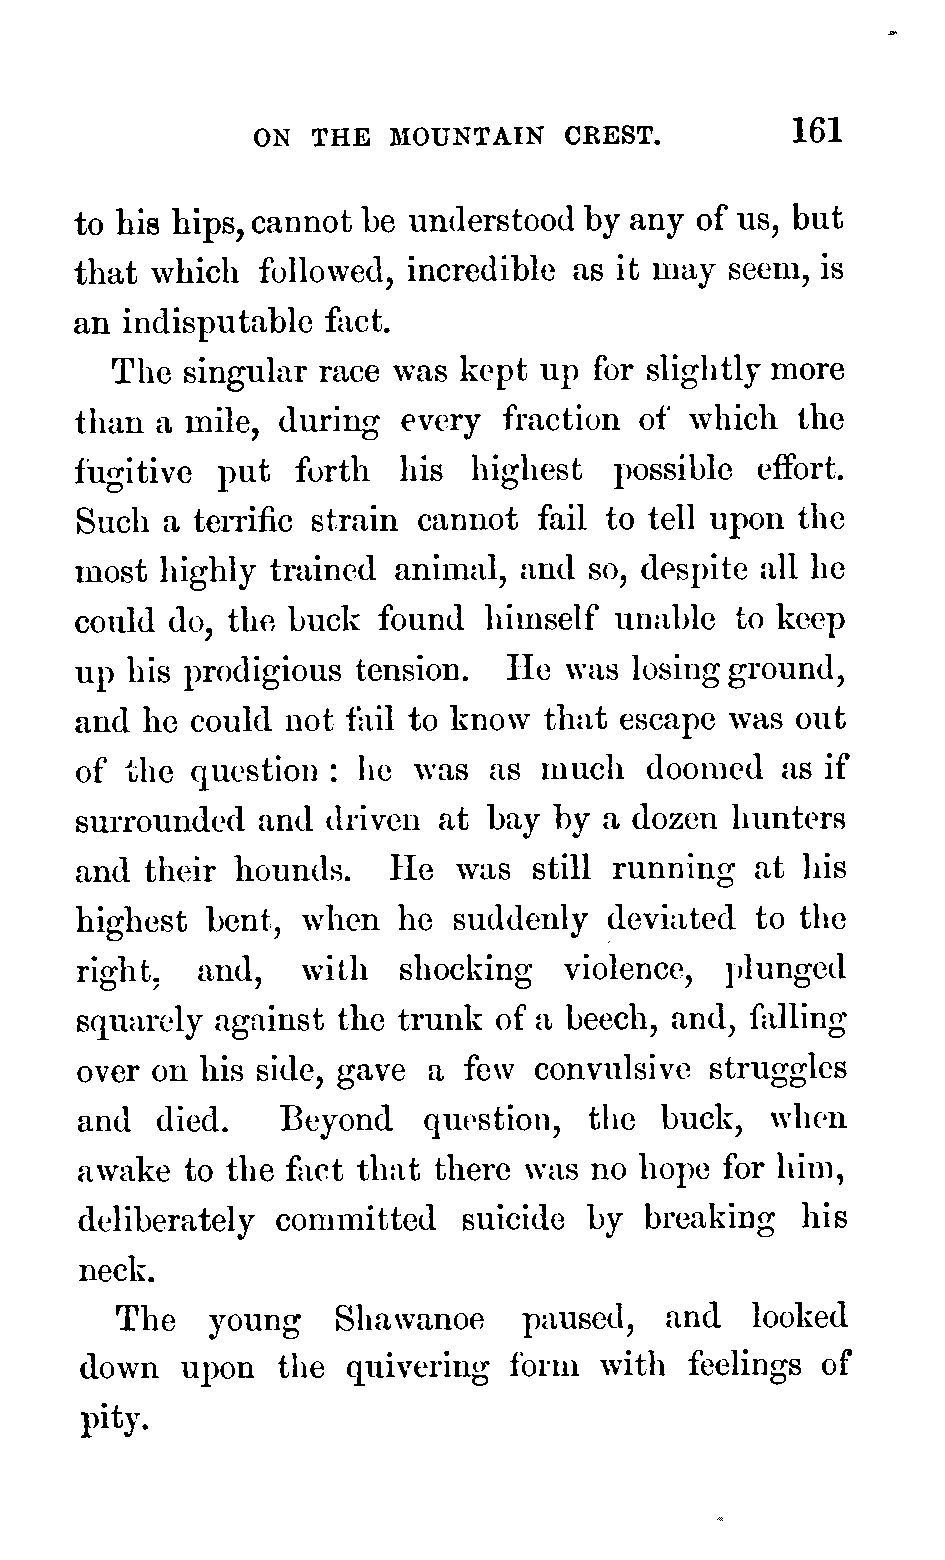 ON THE MOUNTAIN CREST. 161
to his hips, cannot be understood by any of us, but
that which followed, incredible as it may seem, is
an indisputable fact.
The singular race was kept up for slightly more
than a mile, during every fraction of which the
fugitive put forth his highest possible effort.
Such a terrific strain cannot fail to tell upon the
most highly trained animal, and so, despite all he
could do, the buck found himself unable to keep
up his prodigious tension. He was losing ground,
and he could not fail to know that escape was out
of the question : he was as much doomed as if
surrounded and driven at bay by a dozen hunters
and their hounds. He was still running at his
highest bent, when he suddenly deviated to the
right, and, with shocking violence, plunged
squarely against the trunk of a beech, and, falling
over on his side, gave a few convulsive struggles
and died. Beyond question, the buck, when
awake to the fact that there was no hope for him,
deliberately committed suicide by breaking his
neck.
The young Shawanoe paused, and looked
down upon the quivering form with feelings of
pity.